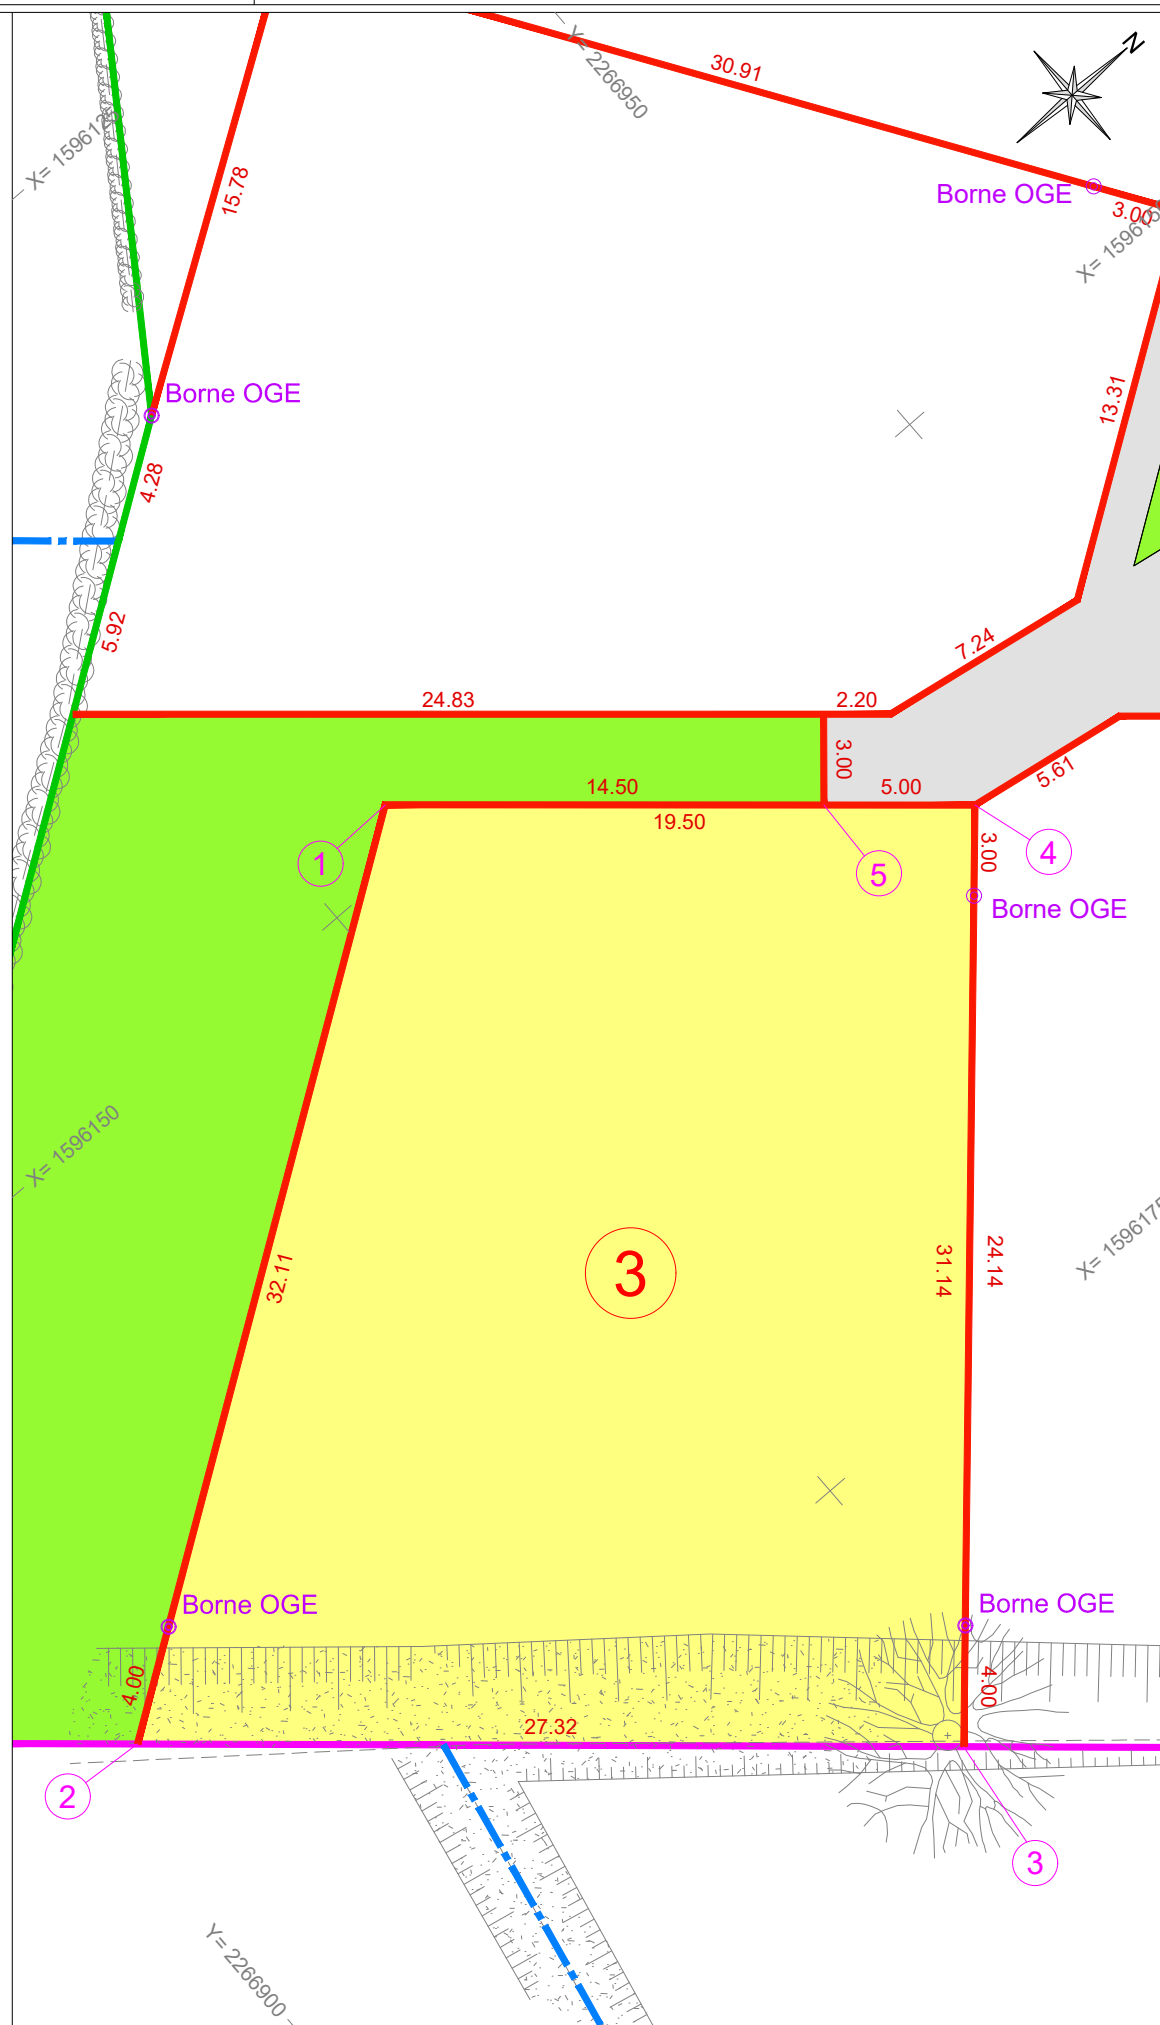 Y= 2266950
30.91
N
X= 159612
15.78
Borne OGE
3.00
X= 159615
Borne OGE
13.31
4.28
5.92
7.24
24.83
2.20
3.00
5.61
14.50
5.00
19.50
1
5
4
3.00
Borne OGE
X= 1596150
X= 1596175
32.11
3
31.14
24.14
Borne OGE
Borne OGE
4.00
4.00
27.32
2
3
Y= 2266900